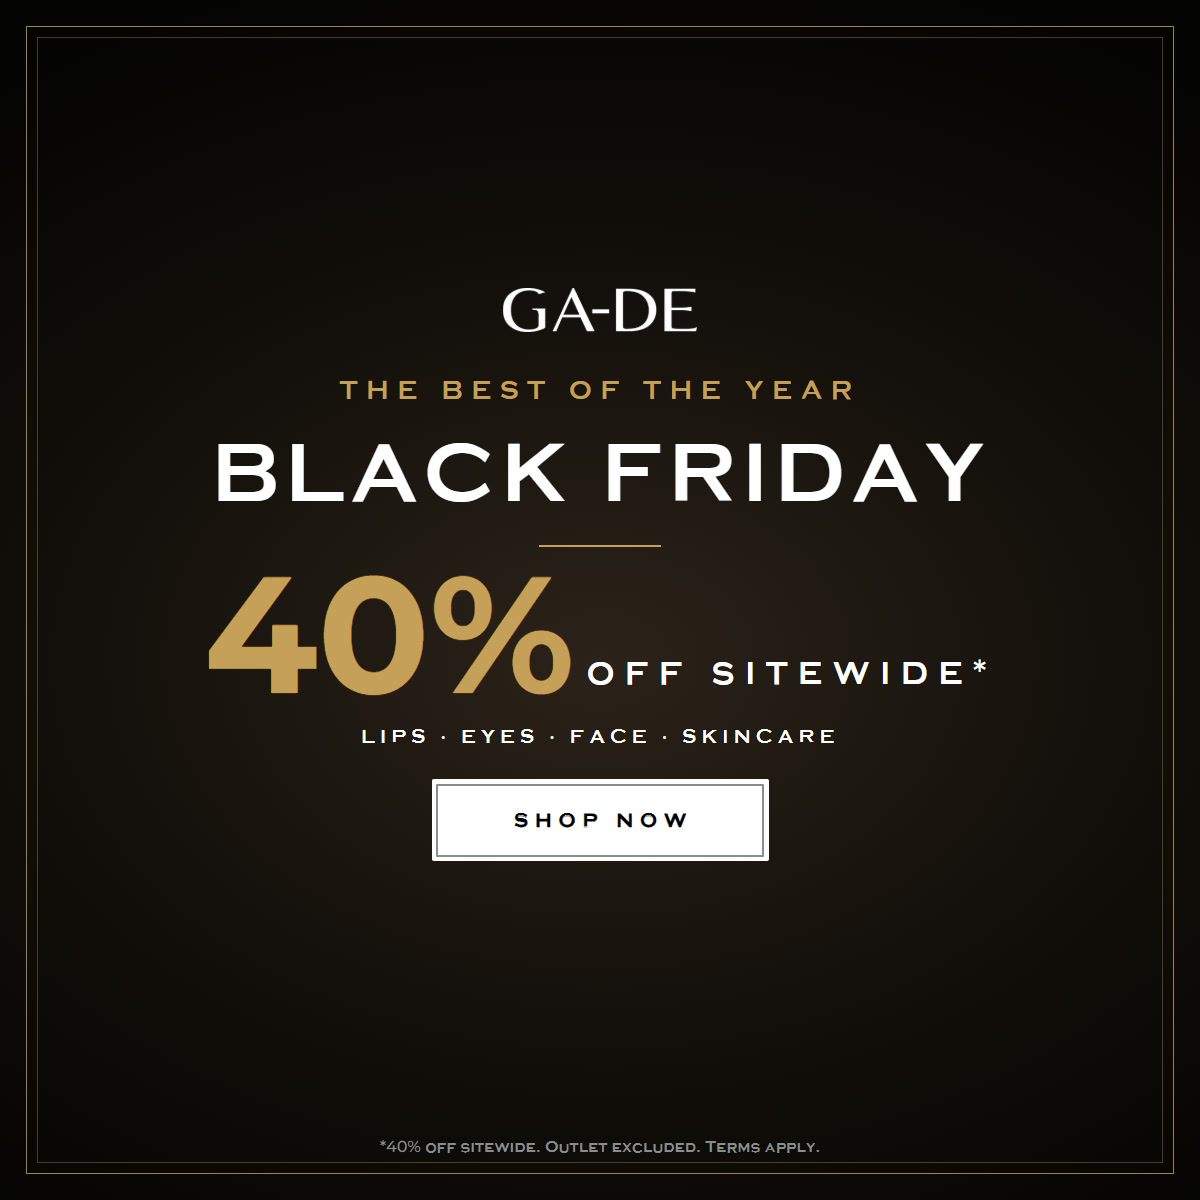 GA-DE
THE BEST OF THE YEAR
BLACK FRIDAY
40% OFF SITEWIDE*
LIPS · EYES · FACE · SKINCARE
SHOP NOW
*40% OFF SITEWIDE. OUTLET EXCLUDED. TERMS APPLY.